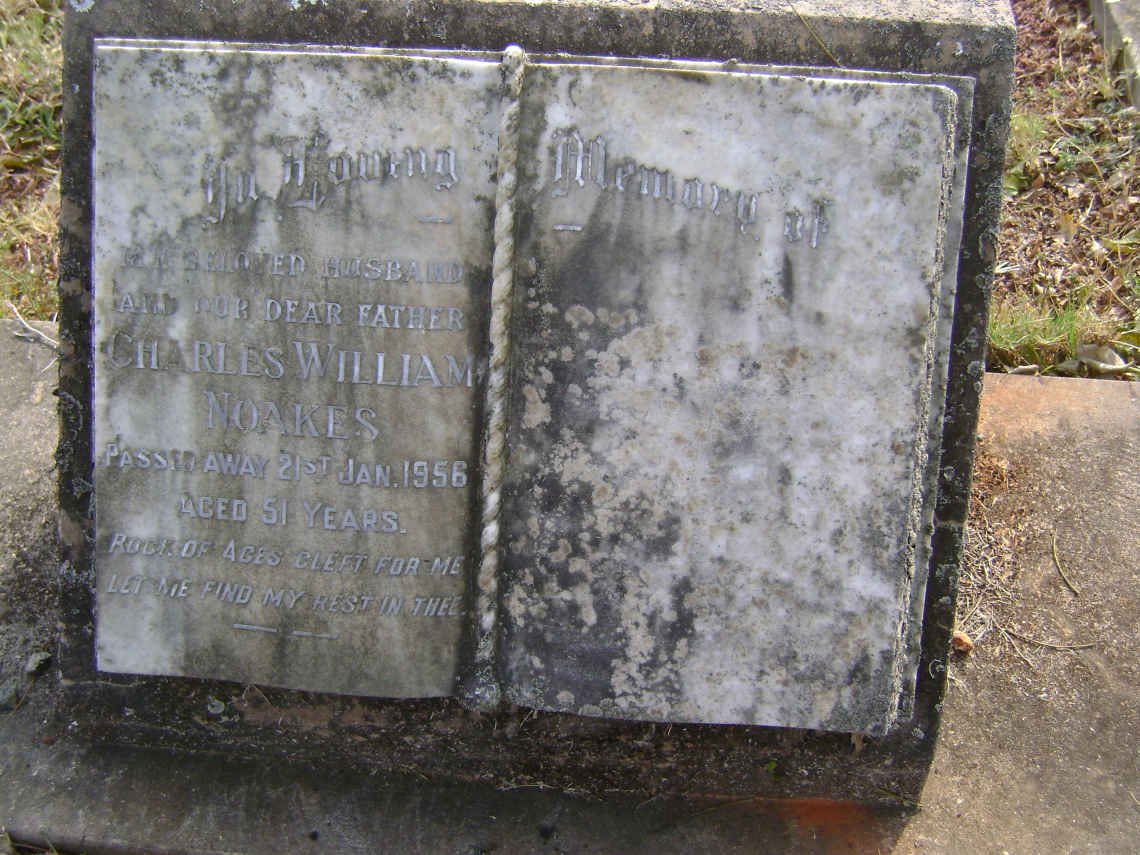 In Loving Memory of
MY BELOVED HUSBAND
AND OUR DEAR FATHER
CHARLES WILLIAM
NOAKES
PASSED AWAY 21ST JAN. 1956
AGED 51 YEARS.
ROCK OF AGES CLEFT FOR ME
LET ME FIND MY REST IN THEE.